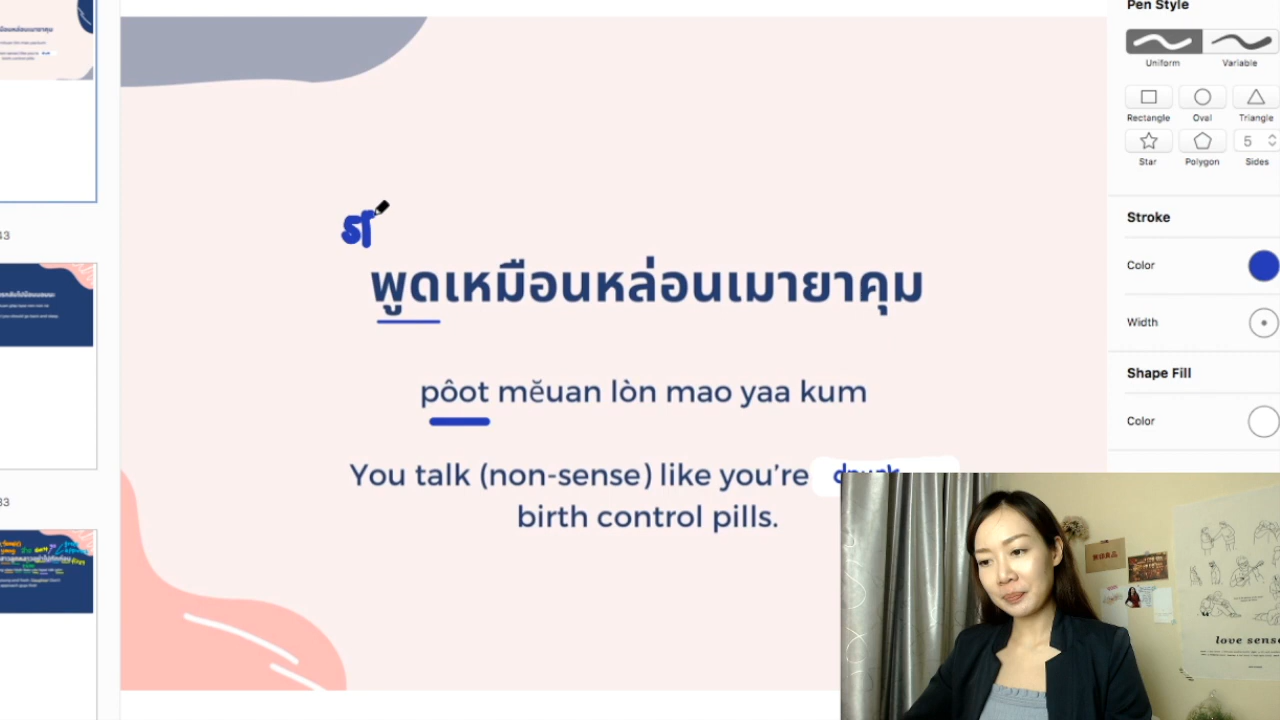 Pen Style
Uniform
Variable
Rectangle
Oval
Triangle
5
Star
Polygon
Sides
Stroke
Color
Width
Shape Fill
Color
พูดเหมือนหล่อนเมายาคุม
pôot mĕuan lòn mao yaa kum
You talk (non-sense) like you're
birth control pills.
43
33
love sense